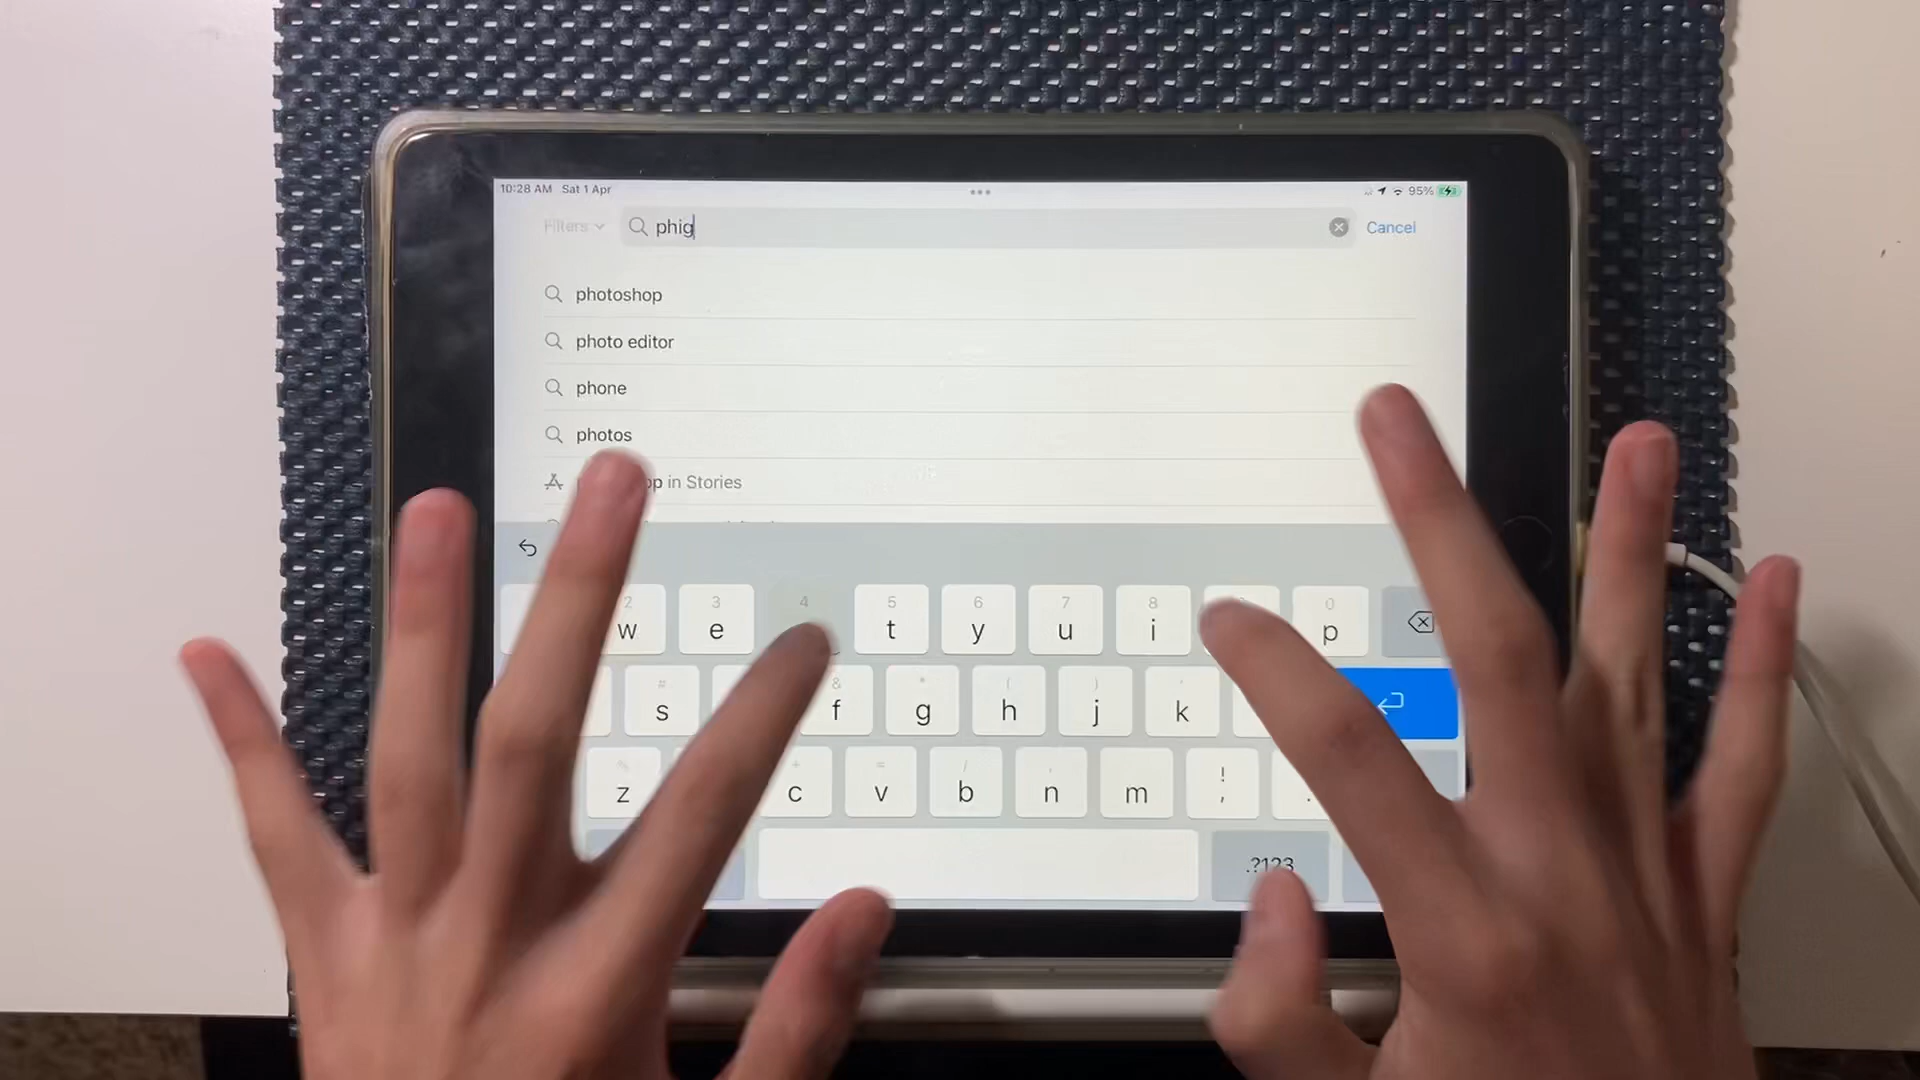 10:28 AM Sat 1 Apr 95%
Filters phig Cancel
photoshop
photo editor
phone
photos
in Stories
2 3 4 5 6 7 8 0
w e t y u i p
# & * ( ) '
s f g h j k
% + = / !
z c v b n m , .
.?123